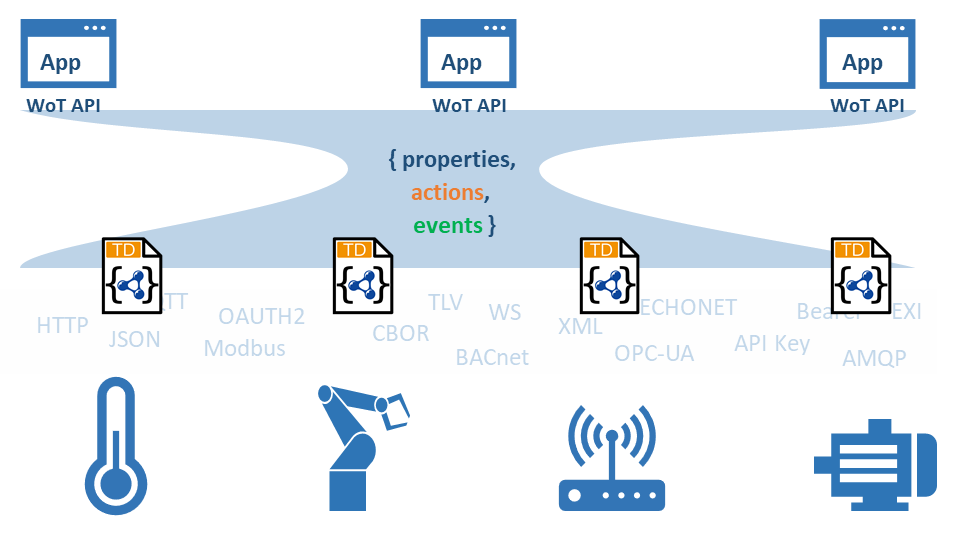 App
App
App
WoT API
WoT API
WoT API
{ properties,
actions,
events }
TD
TD
TD
TD
TT
HTTP
JSON
OAUTH2
Modbus
TLV
CBOR
WS
BACnet
XML
ECHONET
OPC-UA
API Key
Bearer
EXI
AMQP